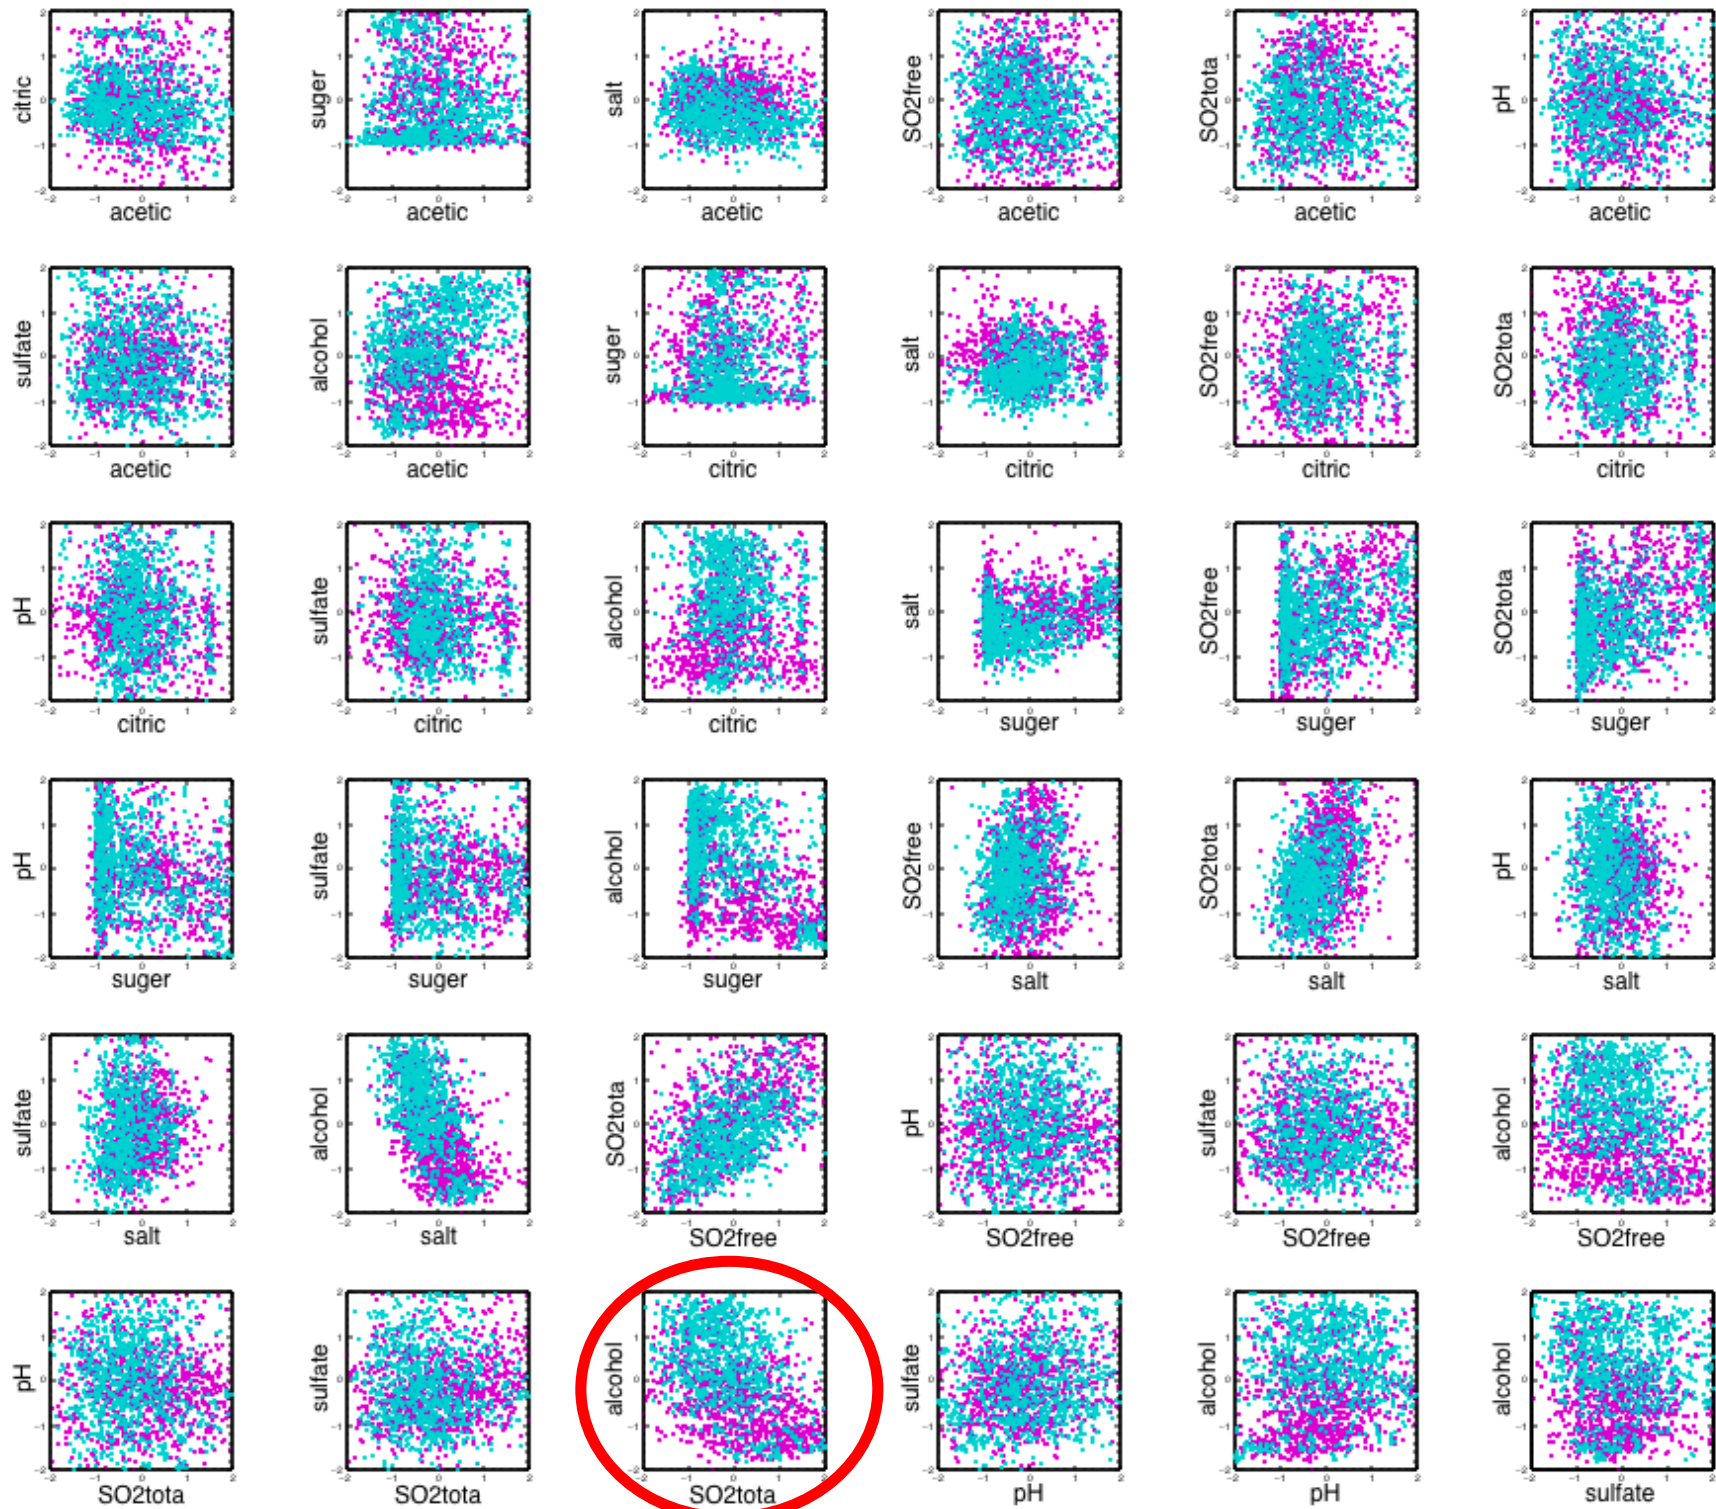 citric suger salt SO2free SO2tota pH
acetic acetic acetic acetic acetic acetic
sulfate alcohol suger salt SO2free SO2tota
acetic acetic citric citric citric citric
pH sulfate alcohol salt SO2free SO2tota
citric citric citric suger suger suger
pH sulfate alcohol SO2free SO2tota pH
suger suger suger salt salt salt
sulfate alcohol SO2tota pH sulfate alcohol
salt salt SO2free SO2free SO2free SO2free
pH sulfate alcohol sulfate alcohol alcohol
SO2tota SO2tota SO2tota pH pH sulfate